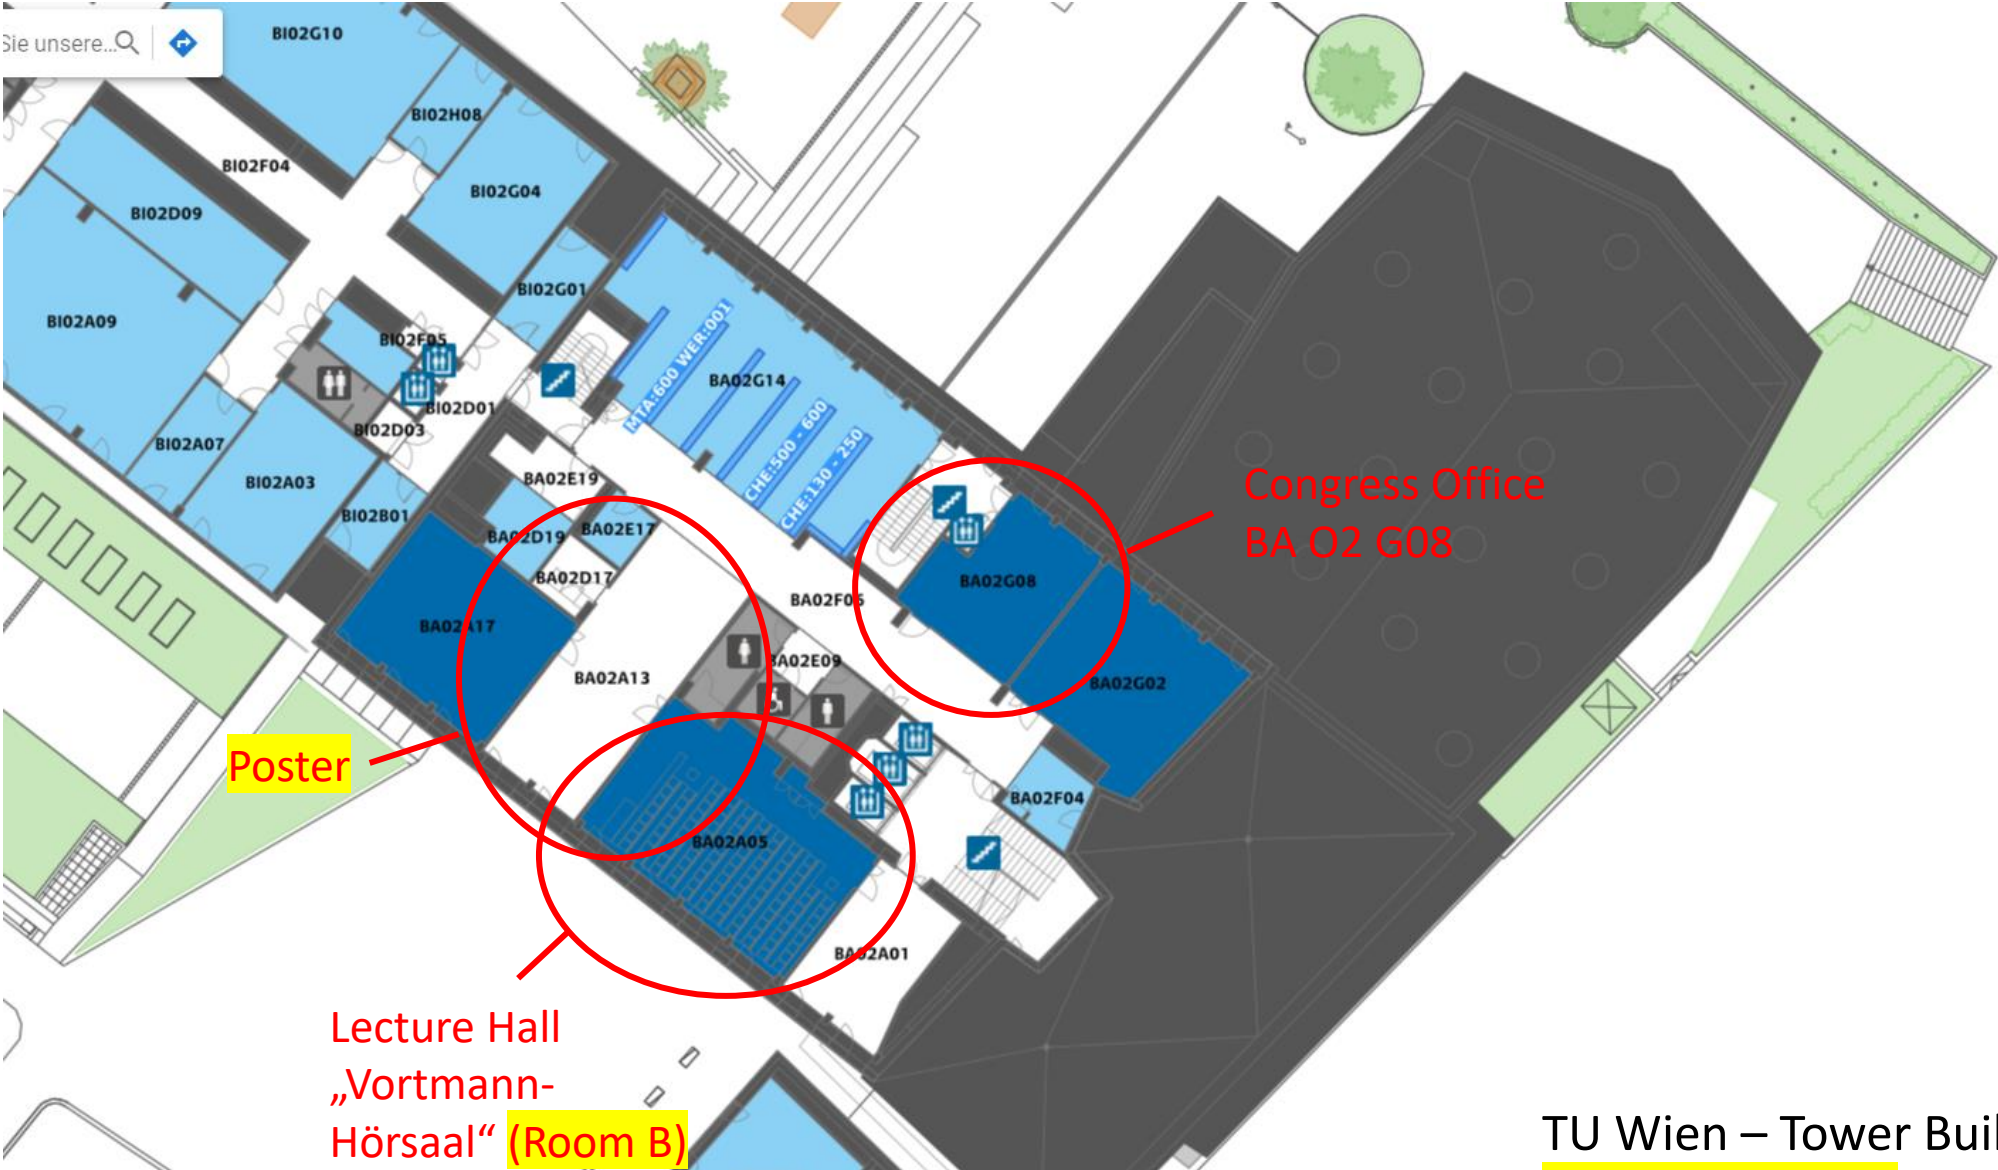 Sie unsere...
BI02G10
BI02H08
BI02F04
BI02G04
BI02D09
BI02G01
BI02A09
BI02F05
MTA:600 WER:001
BA02G14
BI02D01
BI02D03
CHE:500 - 600
BI02A07
CHE:130 - 250
BA02E19
BI02A03
Congress Office
BA O2 G08
BI02B01
BA02E17
BA02D19
BA02D17
BA02G08
BA02F06
BA02A17
BA02E09
BA02A13
BA02G02
Poster
BA02F04
BA02A05
BA02A01
Lecture Hall
„Vortmann-
Hörsaal“ (Room B)
TU Wien – Tower Buil